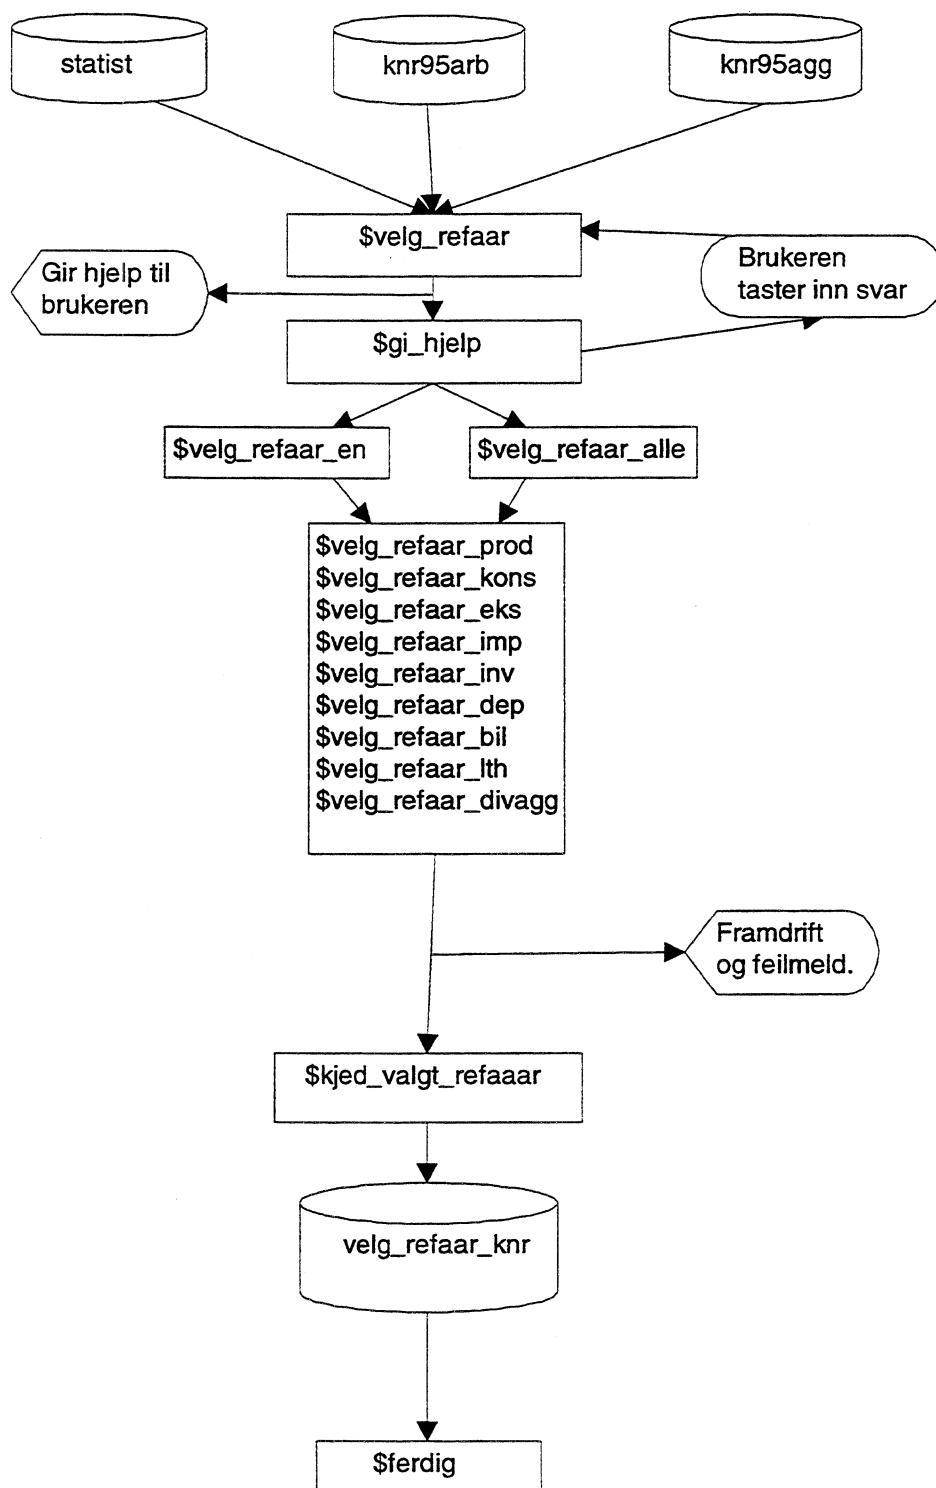 statist
knr95arb
knr95agg
$velg_refaar
Gir hjelp til
brukeren
Brukeren
taster inn svar
$gi_hjelp
$velg_refaar_en
$velg_refaar_alle
$velg_refaar_prod
$velg_refaar_kons
$velg_refaar_eks
$velg_refaar_imp
$velg_refaar_inv
$velg_refaar_dep
$velg_refaar_bil
$velg_refaar_lth
$velg_refaar_divagg
Framdrift
og feilmeld.
$kjed_valgt_refaaar
velg_refaar_knr
$ferdig